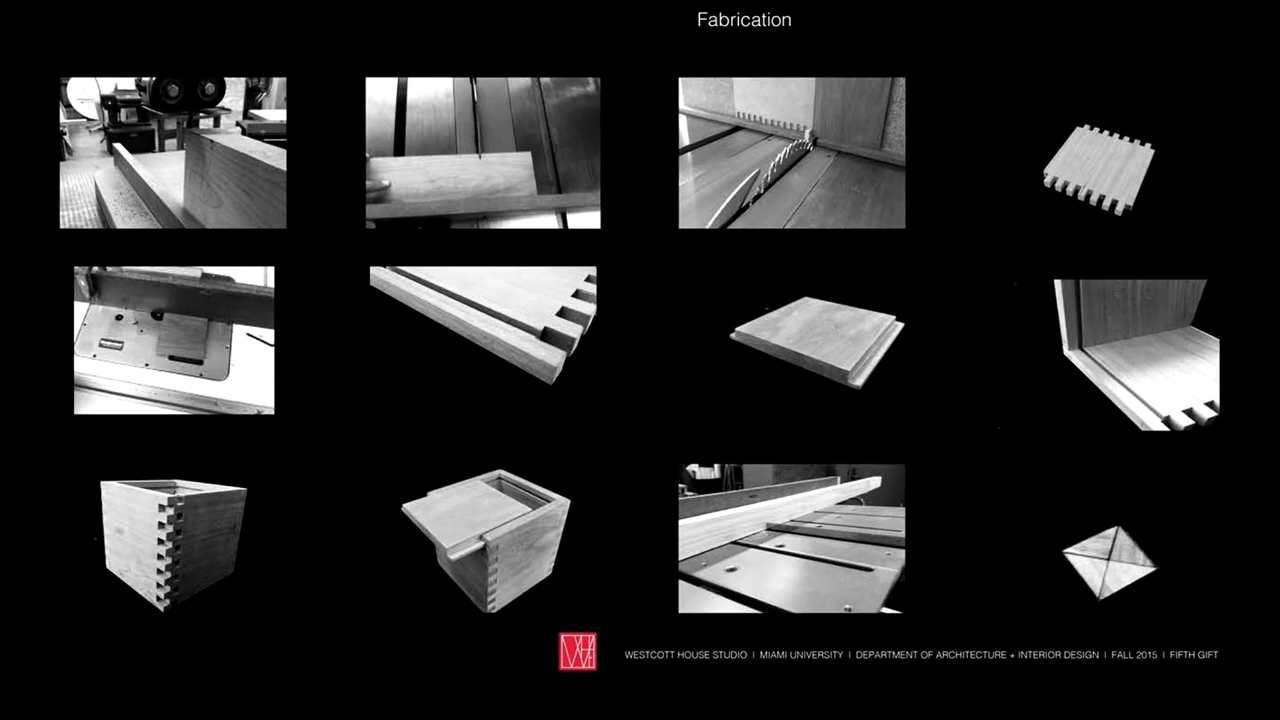 Fabrication
WESTCOTT HOUSE STUDIO | MIAMI UNIVERSITY | DEPARTMENT OF ARCHITECTURE + INTERIOR DESIGN | FALL 2015 | FIFTH GIFT